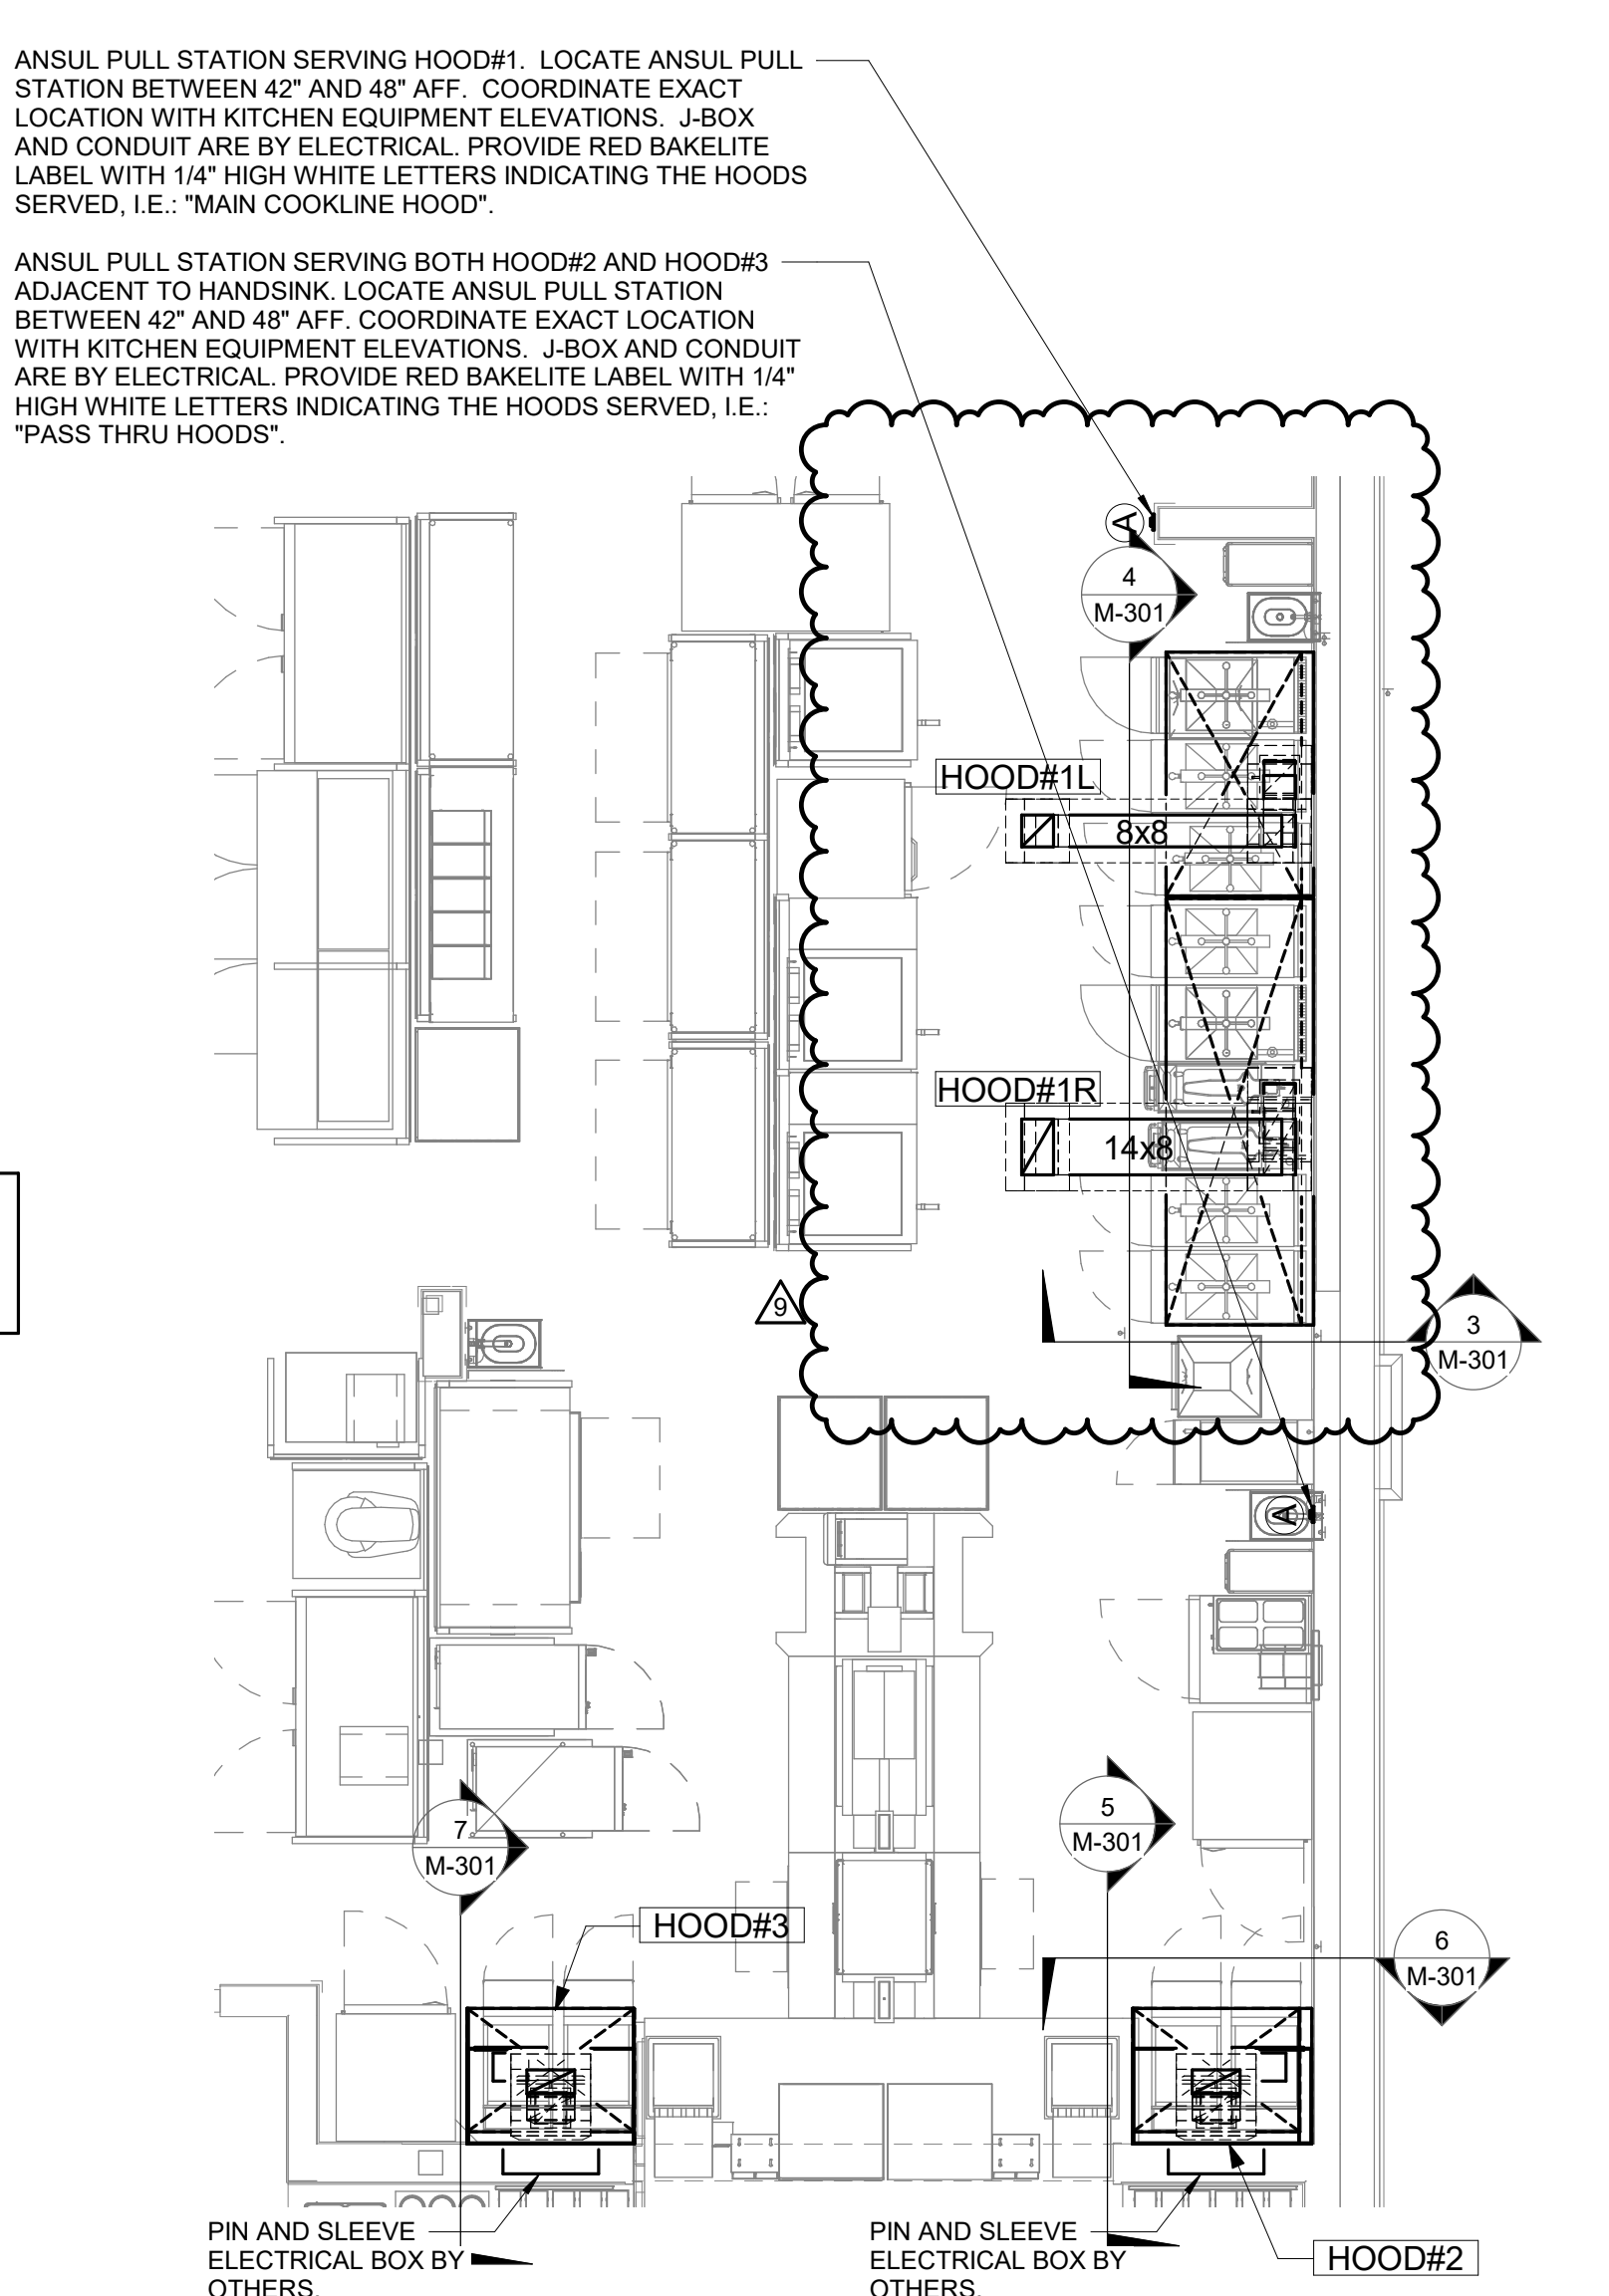 ANSUL PULL STATION SERVING HOOD#1.  LOCATE ANSUL PULL
STATION BETWEEN 42" AND 48" AFF.  COORDINATE EXACT
LOCATION WITH KITCHEN EQUIPMENT ELEVATIONS.  J-BOX
AND CONDUIT ARE BY ELECTRICAL. PROVIDE RED BAKELITE
LABEL WITH 1/4" HIGH WHITE LETTERS INDICATING THE HOODS
SERVED, I.E.: "MAIN COOKLINE HOOD".
ANSUL PULL STATION SERVING BOTH HOOD#2 AND HOOD#3
ADJACENT TO HANDSINK. LOCATE ANSUL PULL STATION
BETWEEN 42" AND 48" AFF. COORDINATE EXACT LOCATION
WITH KITCHEN EQUIPMENT ELEVATIONS.  J-BOX AND CONDUIT
ARE BY ELECTRICAL. PROVIDE RED BAKELITE LABEL WITH 1/4"
HIGH WHITE LETTERS INDICATING THE HOODS SERVED, I.E.:
"PASS THRU HOODS".
A
4
M-301
HOOD#1L
8x8
HOOD#1R
14x8
9
3
M-301
A
5
M-301
7
M-301
HOOD#3
6
M-301
PIN AND SLEEVE
ELECTRICAL BOX BY
OTHERS.
PIN AND SLEEVE
ELECTRICAL BOX BY
OTHERS.
HOOD#2